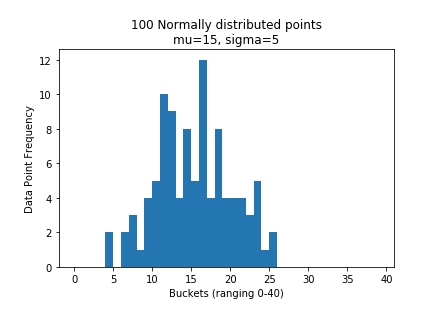 100 Normally distributed points
mu=15, sigma=5
12
10
8
6
4
2
0
Data Point Frequency
0 5 10 15 20 25 30 35 40
Buckets (ranging 0-40)